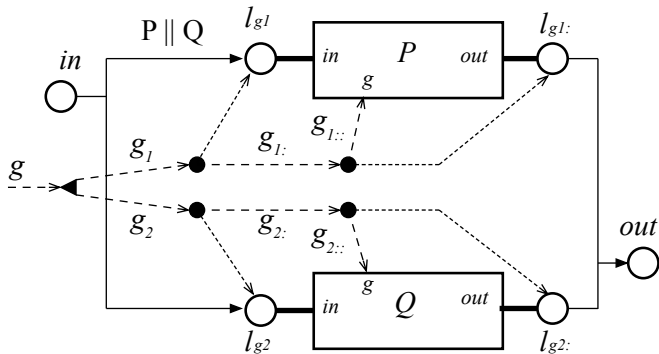 P || Q
l_g1
l_g1:
in
in
P
out
g
g_1
g_1:
g_1::
g
g_2
g_2:
g_2::
g
out
in
Q
out
l_g2
l_g2: